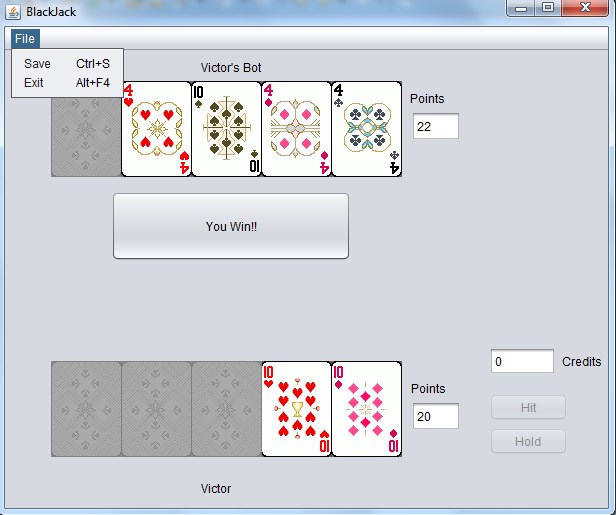 BlackJack
File
Save Ctrl+S
Exit Alt+F4
Victor's Bot
4 10 4 4
4 10 4 4
Points
22
You Win!!
10 10
10 10
Points
20
0 Credits
Hit
Hold
Victor